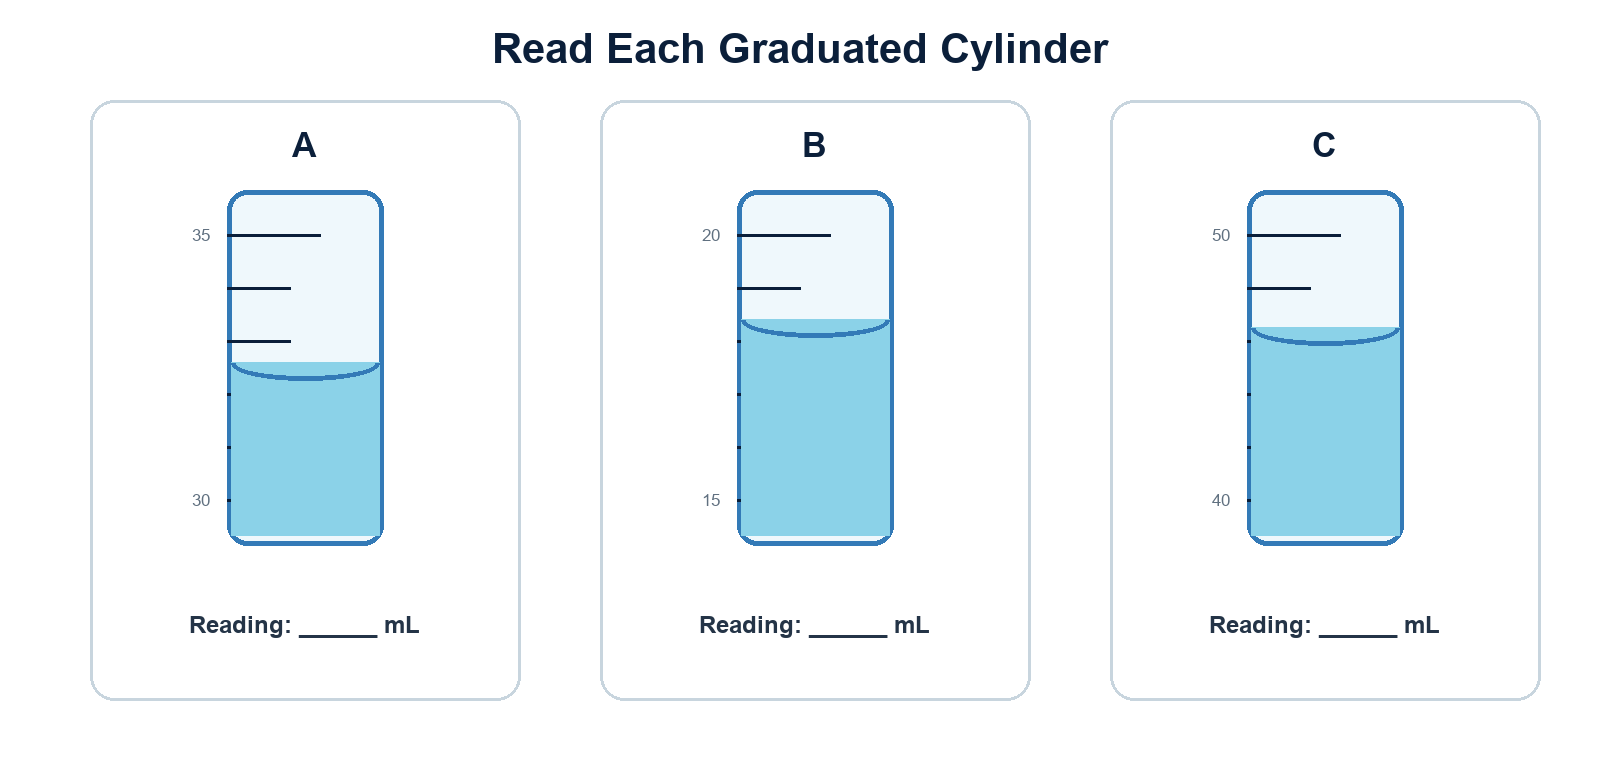 Read Each Graduated Cylinder
A
35
30
Reading: ______ mL
B
20
15
Reading: ______ mL
C
50
40
Reading: ______ mL